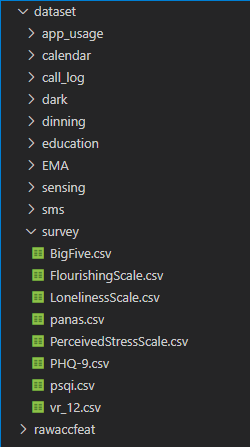 dataset
app_usage
calendar
call_log
dark
dinning
education
EMA
sensing
sms
survey
BigFive.csv
FlourishingScale.csv
LonelinessScale.csv
panas.csv
PerceivedStressScale.csv
PHQ-9.csv
psqi.csv
vr_12.csv
rawaccfeat